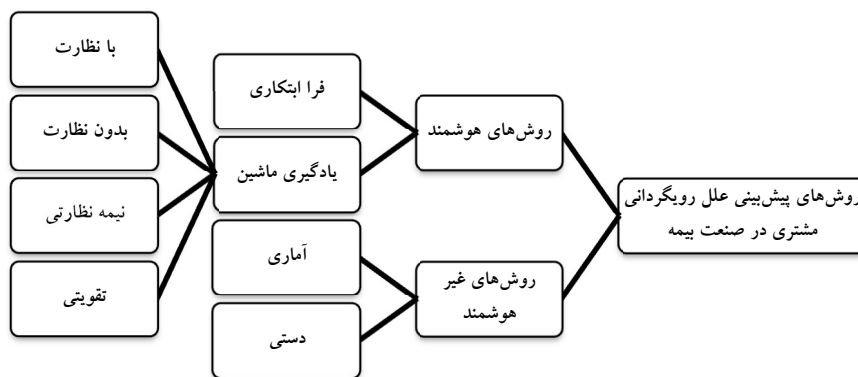 روش‌های پیش‌بینی علل رویگردانی
مشتری در صنعت بیمه
روش‌های هوشمند
روش‌های غیر
هوشمند
فرا ابتکاری
یادگیری ماشین
آماری
دستی
با نظارت
بدون نظارت
نیمه نظارتی
تقویتی